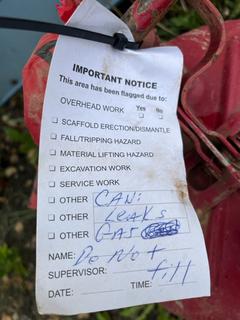 IMPORTANT NOTICE
This area has been flagged due to:
Yes No
OVERHEAD WORK
SCAFFOLD ERECTION/DISMANTLE
FALL/TRIPPING HAZARD
MATERIAL LIFTING HAZARD
EXCAVATION WORK
SERVICE WORK
OTHER CAN:
OTHER LEAKS
OTHER GAS
NAME: Do Not
SUPERVISOR: fill
DATE: TIME: